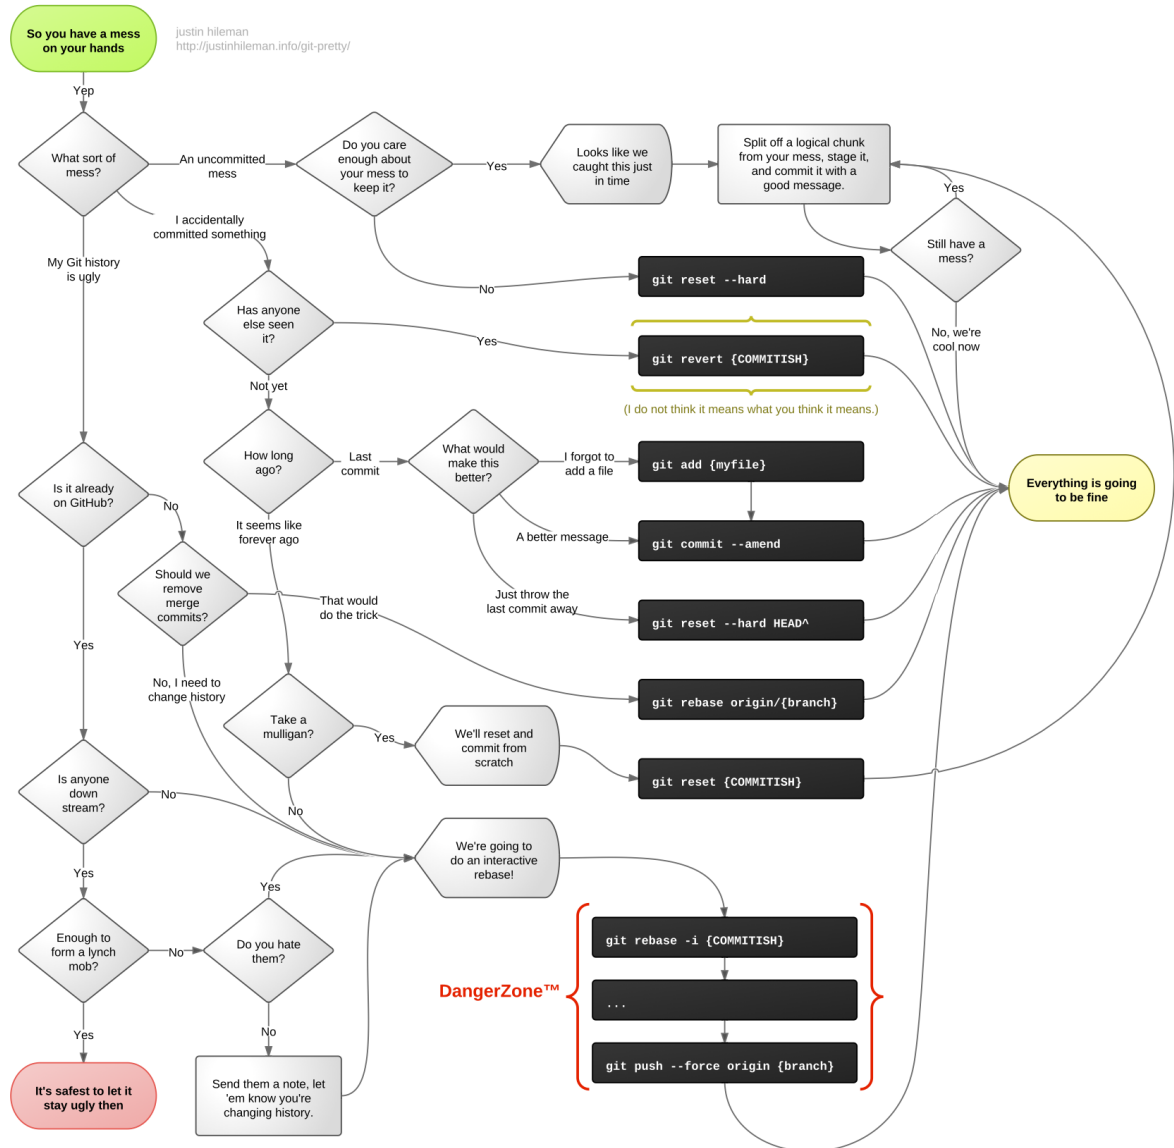 So you have a mess
on your hands
justin hileman
http://justinhileman.info/git-pretty/
Yep
What sort of
mess?
An uncommitted
mess
Do you care
enough about
your mess to
keep it?
Yes
Looks like we
caught this just
in time
Split off a logical chunk
from your mess, stage it,
and commit it with a
good message.
Yes
Still have a
mess?
No, we're
cool now
I accidentally
committed something
My Git history
is ugly
No
git reset --hard
Has anyone
else seen
it?
Yes
git revert {COMMITISH}
(I do not think it means what you think it means.)
Not yet
How long
ago?
Last
commit
What would
make this
better?
I forgot to
add a file
git add {myfile}
Everything is going
to be fine
A better message
git commit --amend
Just throw the
last commit away
git reset --hard HEAD^
Is it already
on GitHub?
No
It seems like
forever ago
Should we
remove
merge
commits?
That would
do the trick
git rebase origin/{branch}
Yes
No, I need to
change history
Take a
mulligan?
Yes
We'll reset and
commit from
scratch
git reset {COMMITISH}
Is anyone
down
stream?
No
No
We're going to
do an interactive
rebase!
Yes
Yes
Enough to
form a lynch
mob?
No
Do you hate
them?
git rebase -i {COMMITISH}
DangerZone™
...
git push --force origin {branch}
Yes
No
It's safest to let it
stay ugly then
Send them a note, let
'em know you're
changing history.